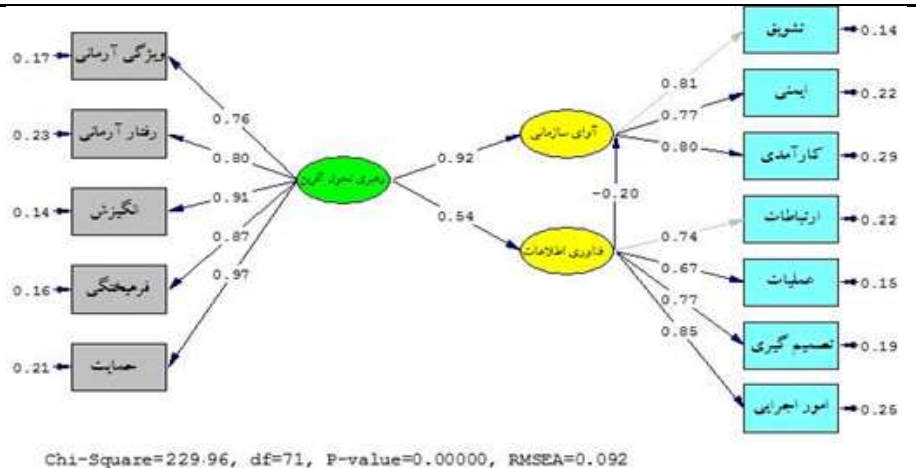 ویژگی آرمانی
0.17
رفتار آرمانی
0.23
انگیزش
0.14
فرهیختگی
0.16
حمایت
0.21
0.76
0.80
0.91
0.87
0.97
رهبری تحول آفرین
0.92
0.54
آوای سازمانی
-0.20
فناوری اطلاعات
0.81
0.77
0.80
0.74
0.67
0.77
0.85
تشویق
0.14
ایمنی
0.22
کارآمدی
0.29
ارتباطات
0.22
عملیات
0.15
تصمیم گیری
0.19
امور اجرایی
0.25
Chi-Square=229.96, df=71, P-value=0.00000, RMSEA=0.092